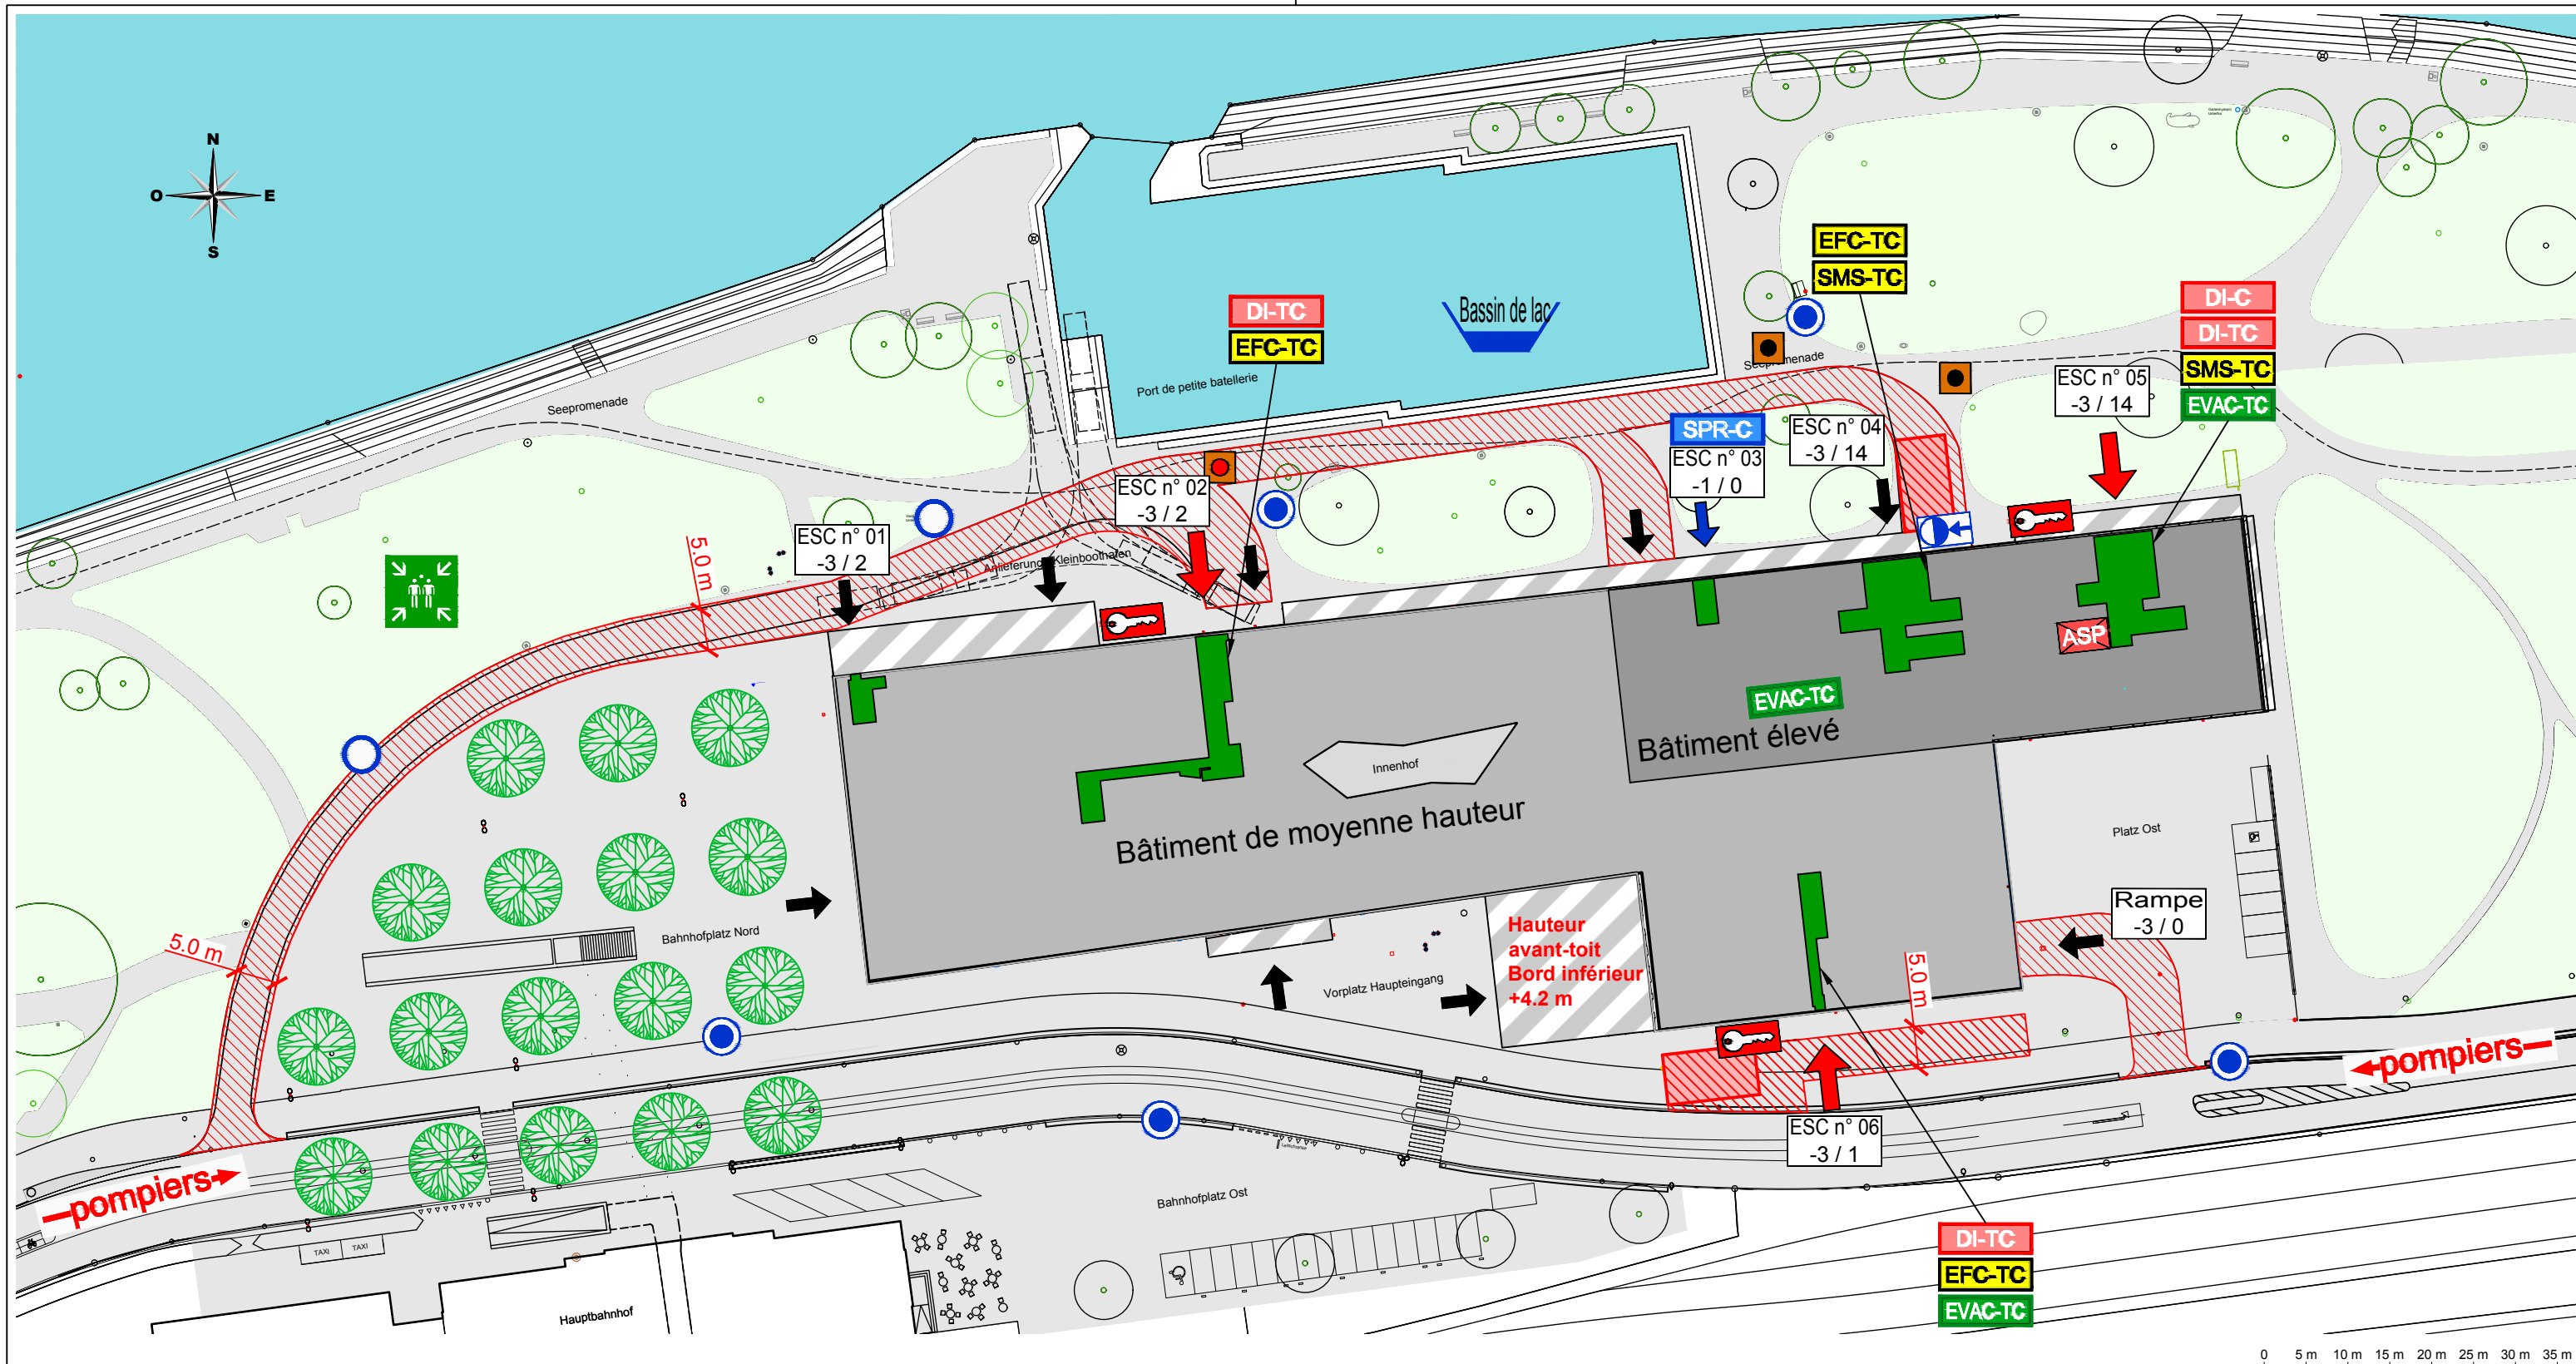 N
O
E
S
EFC-TC
SMS-TC
DI-C
DI-TC
SMS-TC
EVAC-TC
DI-TC
EFC-TC
Bassin de lac
Port de petite batellerie
Seepromenade
Seepromenade
ESC n° 05
-3 / 14
SPR-C
ESC n° 03
-1 / 0
ESC n° 04
-3 / 14
ESC n° 02
-3 / 2
ESC n° 01
-3 / 2
5.0 m
Anlieferung Kleinboothafen
ASP
EVAC-TC
Bâtiment élevé
Innenhof
Bâtiment de moyenne hauteur
Platz Ost
Rampe
-3 / 0
Hauteur
avant-toit
Bord inférieur
+4.2 m
Bahnhofplatz Nord
5.0 m
Vorplatz Haupteingang
5.0 m
pompiers
ESC n° 06
-3 / 1
pompiers
Bahnhofplatz Ost
TAXI
TAXI
Hauptbahnhof
DI-TC
EFC-TC
EVAC-TC
0 5 m 10 m 15 m 20 m 25 m 30 m 35 m